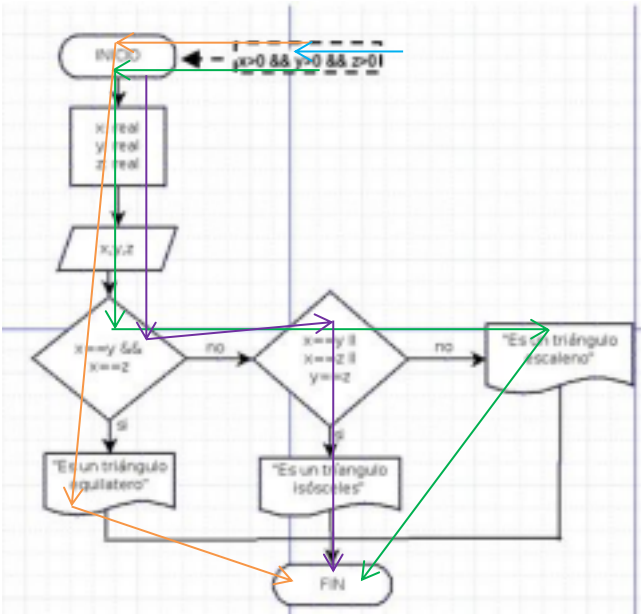 INICIO
x>0 && y>0 && z>0
x: real
y: real
z: real
x,y,z
x==y &&
x==z
no
si
x==y ||
x==z ||
y==z
no
si
"Es un triángulo
escaleno"
"Es un triángulo
equilatero"
"Es un tríangulo
isósceles"
FIN